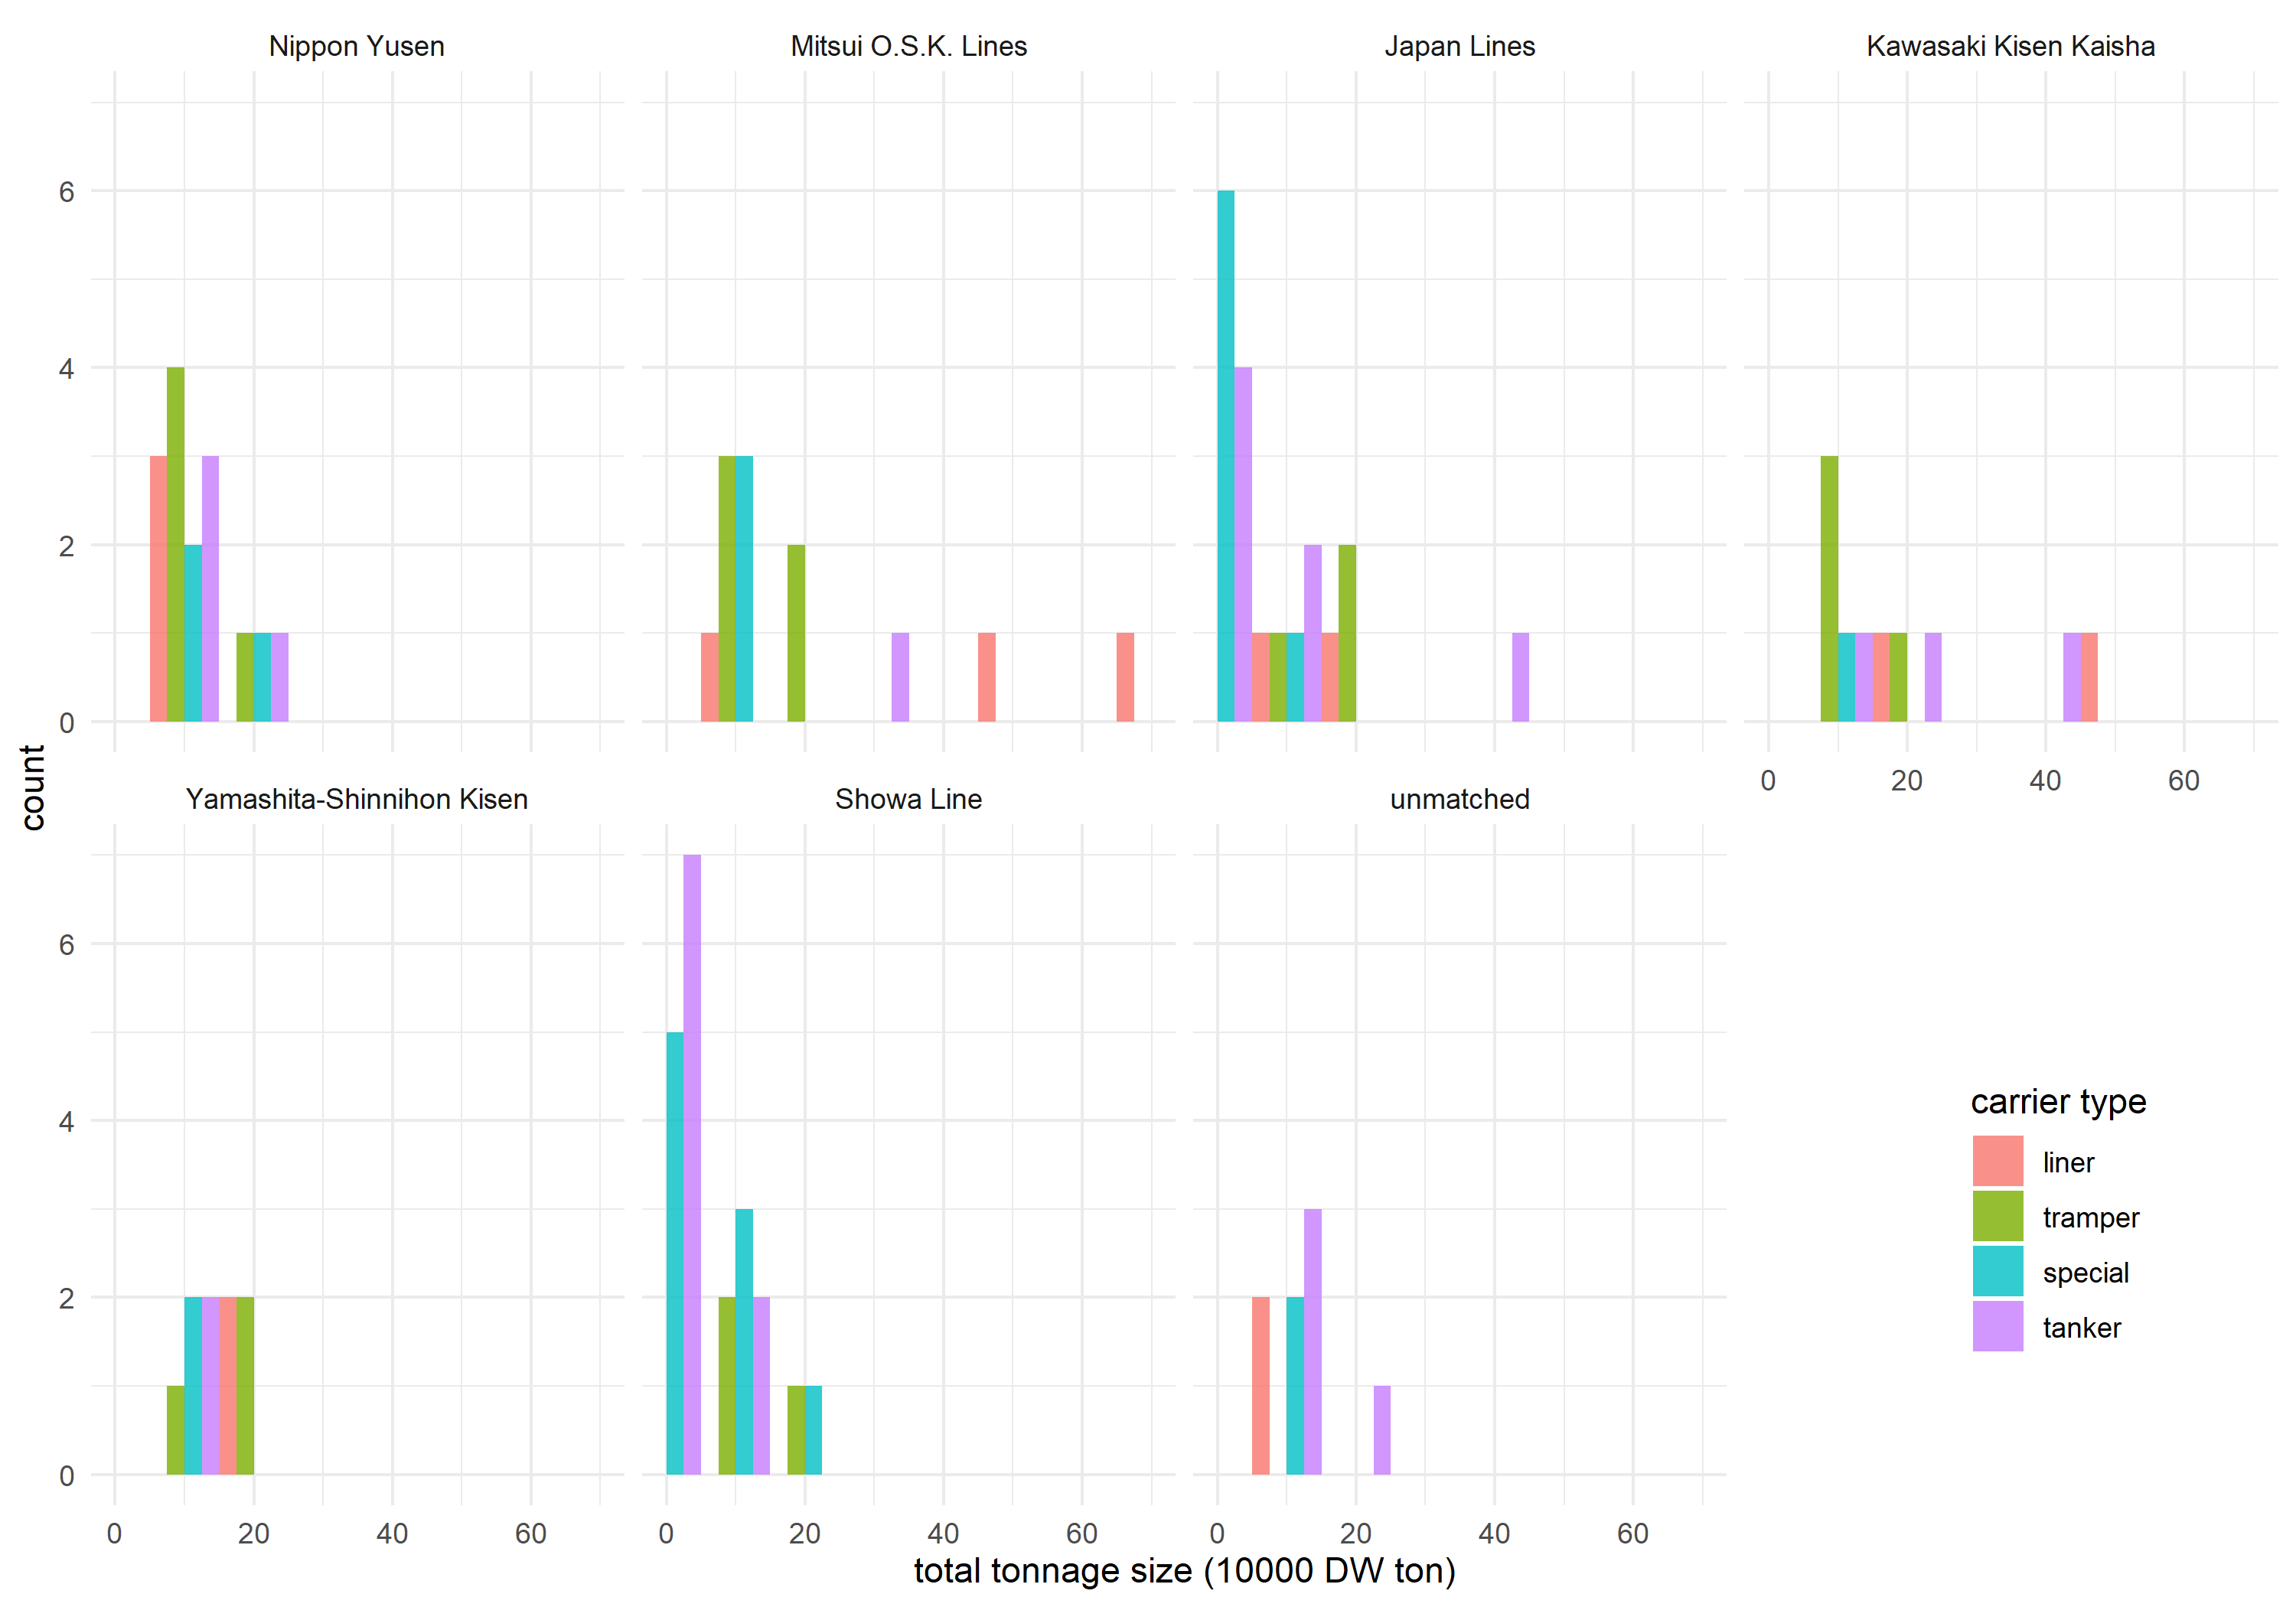 Nippon Yusen
Mitsui O.S.K. Lines
Japan Lines
Kawasaki Kisen Kaisha
6
4
2
0
0 20 40 60
count
Yamashita-Shinnihon Kisen
Showa Line
unmatched
6
4
2
0
0 20 40 60
0 20 40 60
0 20 40 60
total tonnage size (10000 DW ton)
carrier type
liner
tramper
special
tanker